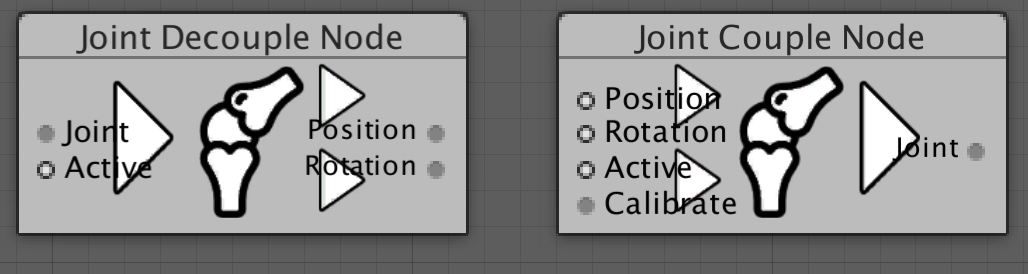 Joint Decouple Node
Joint
Active
Position
Rotation
Joint Couple Node
Position
Rotation
Active
Calibrate
Joint